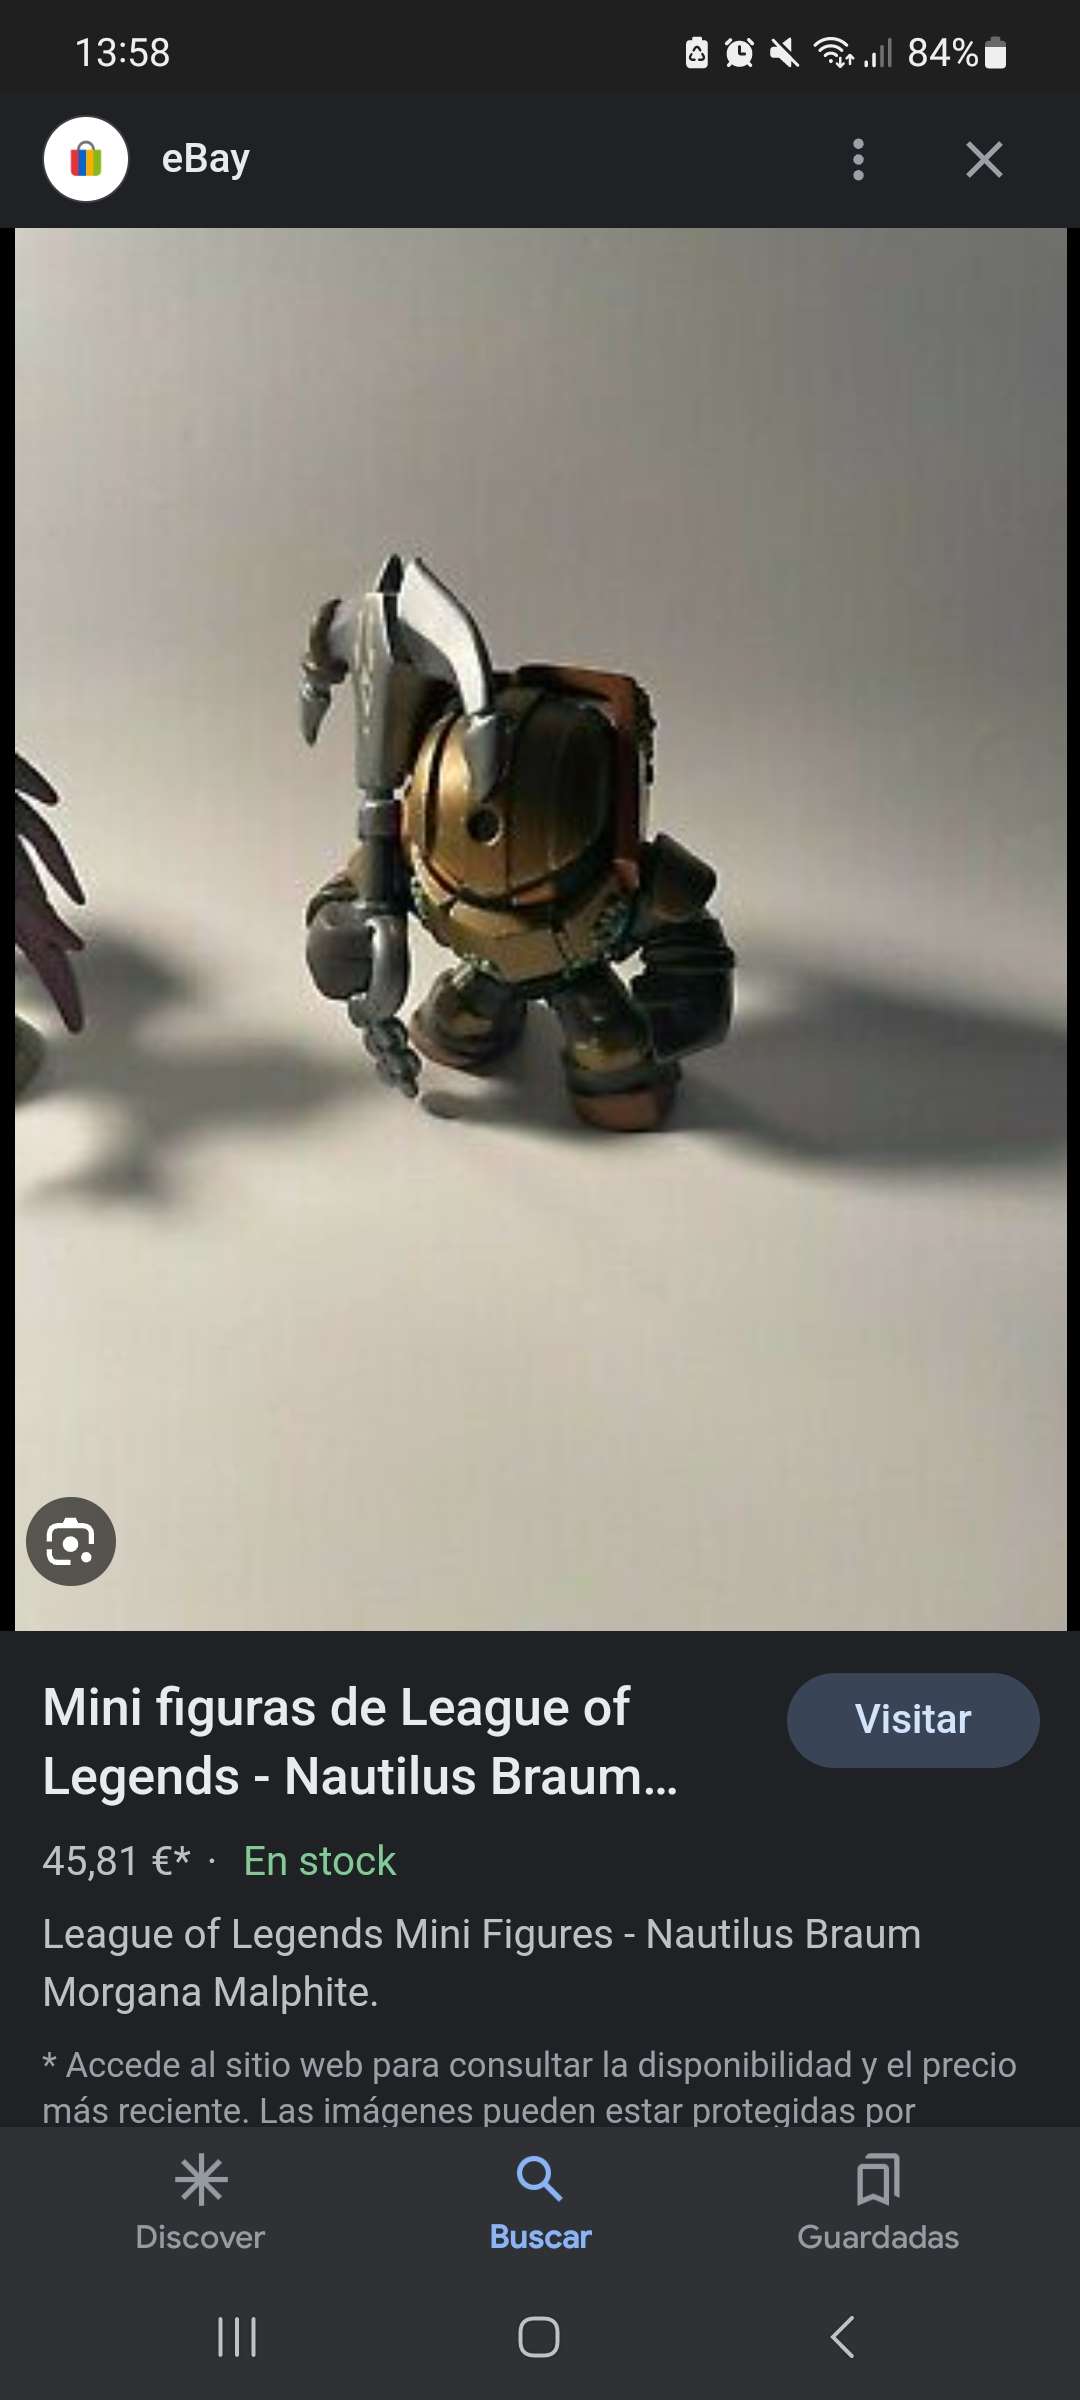 13:58
84%
eBay
Mini figuras de League of
Legends - Nautilus Braum...
Visitar
45,81 €* · En stock
League of Legends Mini Figures - Nautilus Braum
Morgana Malphite.
* Accede al sitio web para consultar la disponibilidad y el precio
más reciente. Las imágenes pueden estar protegidas por
Discover
Buscar
Guardadas